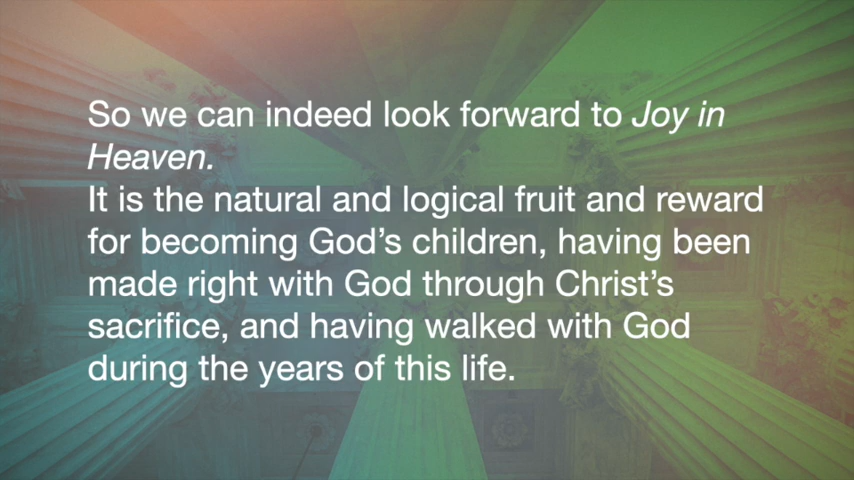 So we can indeed look forward to Joy in
Heaven.
It is the natural and logical fruit and reward
for becoming God’s children, having been
made right with God through Christ’s
sacrifice, and having walked with God
during the years of this life.